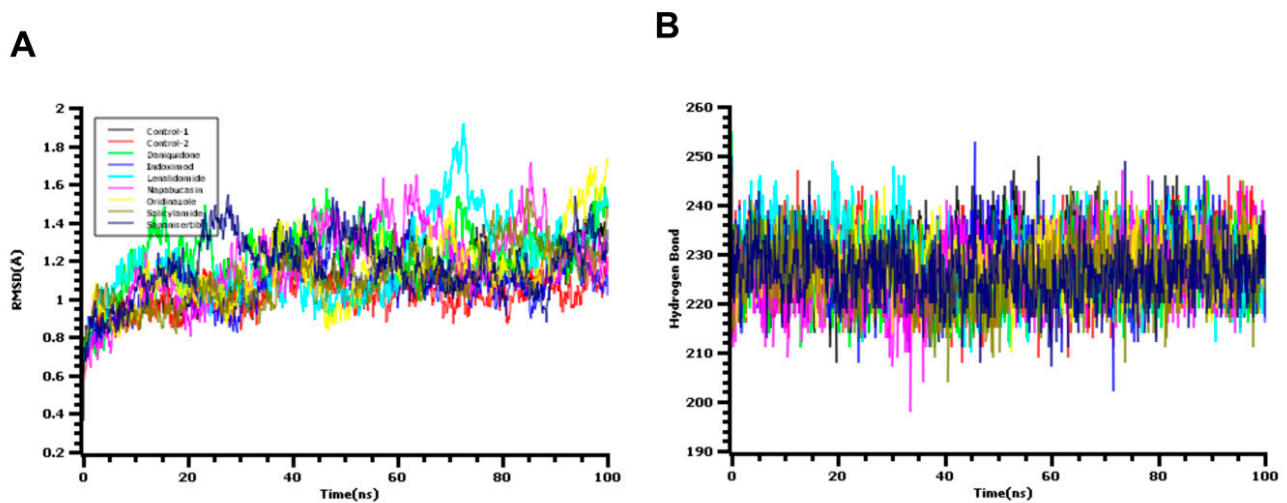 A
2
1.8
1.6
1.4
1.2
1
0.8
0.6
0.4
0.2
RMSD(A)
Control-1
Control-2
Daniquidone
Indoximod
Lenalidomide
Napabucasin
Oridinazole
Salicylamide
Sapanisertib
0
20
40
60
80
100
Time(ns)
B
260
250
240
230
220
210
200
190
Hydrogen Bond
0
20
40
60
80
100
Time(ns)